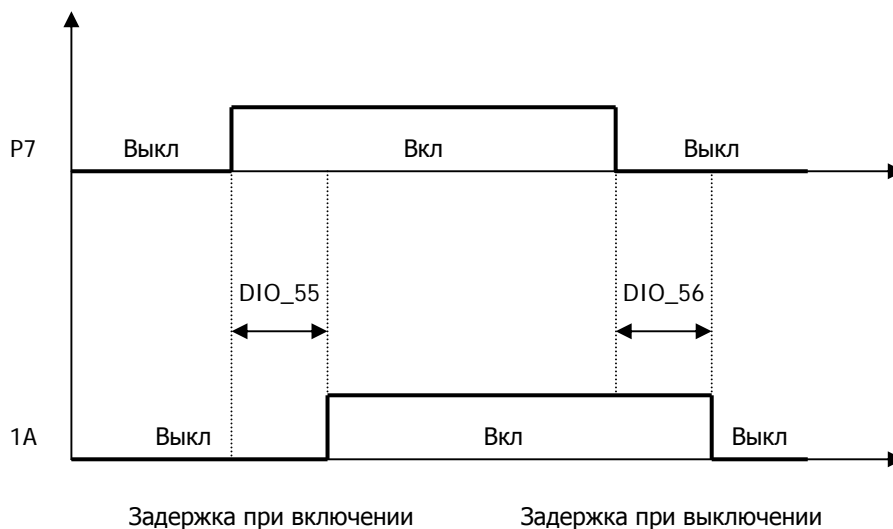 P7 Выкл Вкл Выкл
DIO_55 DIO_56
1A Выкл Вкл Выкл
Задержка при включении Задержка при выключении